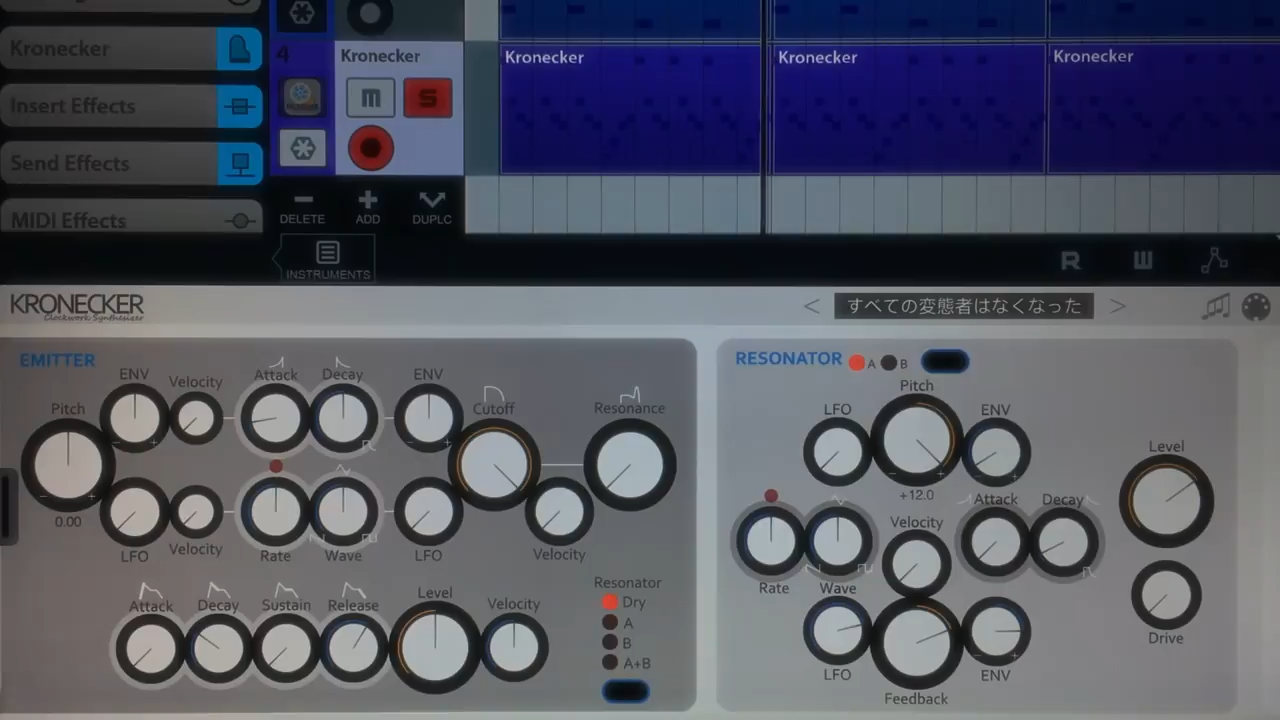 Kronecker
Insert Effects
Send Effects
MIDI Effects
4
Kronecker
M
S
DELETE
ADD
DUPLC
INSTRUMENTS
Kronecker
Kronecker
Kronecker
R
W
KRONECKER
Clockwork Synthesizer
<
すべての変態者はなくなった
>
EMITTER
Pitch
0.00
ENV
Velocity
Attack
Decay
ENV
Cutoff
Resonance
LFO
Velocity
Rate
Wave
LFO
Velocity
Attack
Decay
Sustain
Release
Level
Velocity
Resonator
Dry
A
B
A+B
RESONATOR
A
B
Pitch
LFO
ENV
+12.0
Attack
Decay
Velocity
Rate
Wave
LFO
ENV
Feedback
Level
Drive